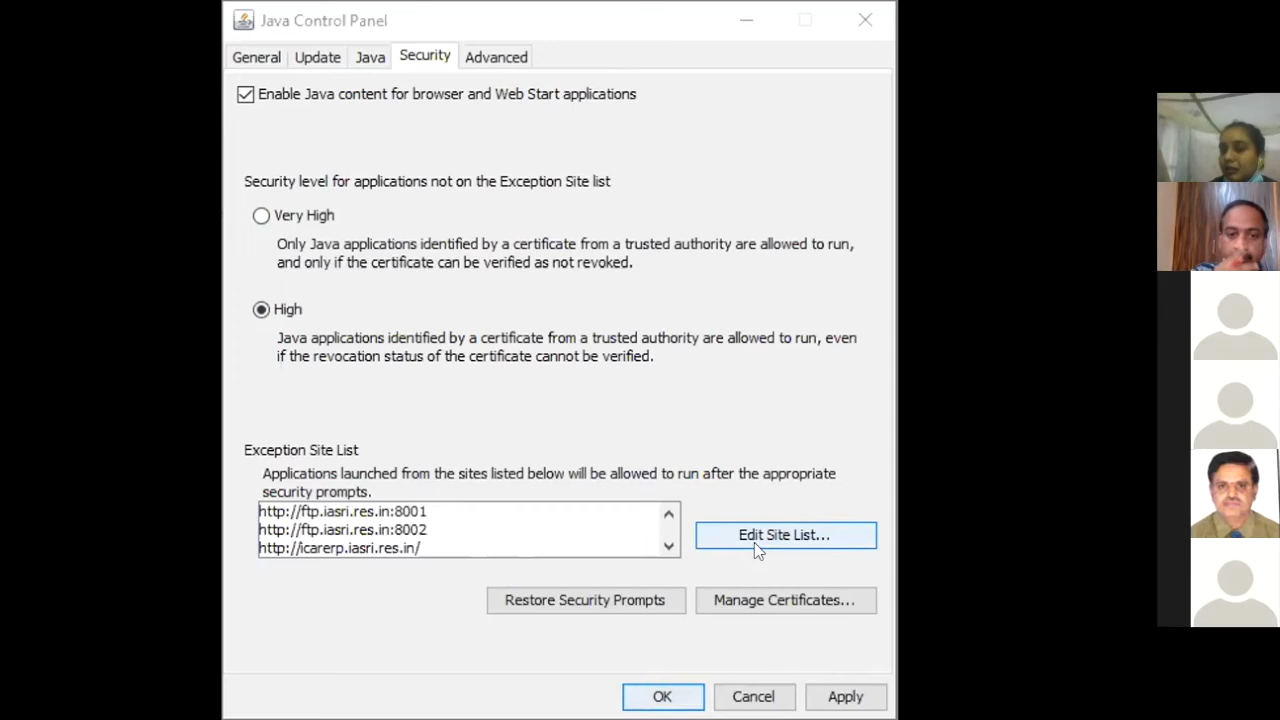 Java Control Panel
General Update Java Security Advanced
Enable Java content for browser and Web Start applications
Security level for applications not on the Exception Site list
Very High
Only Java applications identified by a certificate from a trusted authority are allowed to run,
and only if the certificate can be verified as not revoked.
High
Java applications identified by a certificate from a trusted authority are allowed to run, even
if the revocation status of the certificate cannot be verified.
Exception Site List
Applications launched from the sites listed below will be allowed to run after the appropriate
security prompts.
http://ftp.iasri.res.in:8001
http://ftp.iasri.res.in:8002
http://icarerp.iasri.res.in/
Edit Site List...
Restore Security Prompts Manage Certificates...
OK Cancel Apply